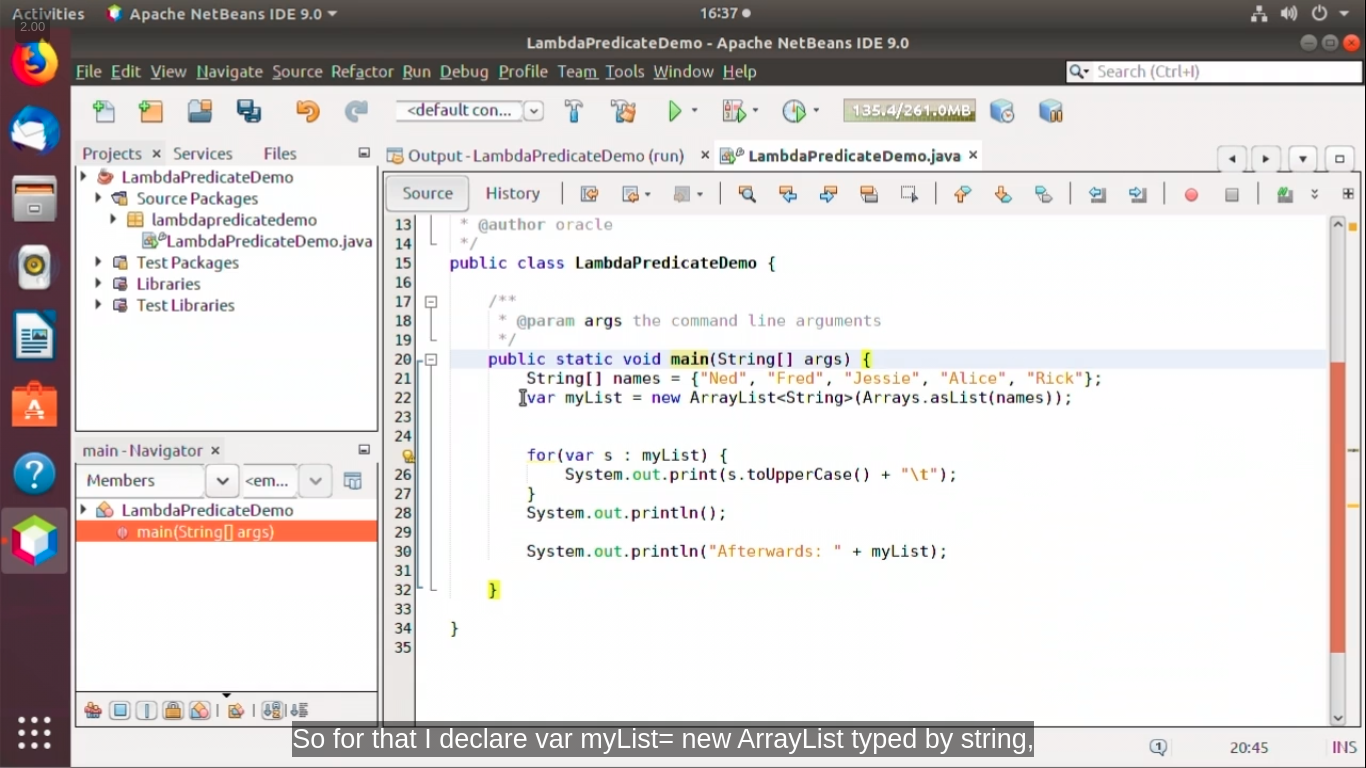 Activities
Apache NetBeans IDE 9.0
16:37
2.00
LambdaPredicateDemo - Apache NetBeans IDE 9.0
File Edit View Navigate Source Refactor Run Debug Profile Team Tools Window Help
Search (Ctrl+I)
<default con...
135.4/261.0MB
Projects Services Files
Output - LambdaPredicateDemo (run)
LambdaPredicateDemo.java
LambdaPredicateDemo
Source Packages
lambdapredicatedemo
LambdaPredicateDemo.java
Test Packages
Libraries
Test Libraries
main - Navigator
Members
<em...
LambdaPredicateDemo
main(String[] args)
Source History
13 * @author oracle
14 */
15 public class LambdaPredicateDemo {
16
17 /**
18 * @param args the command line arguments
19 */
20 public static void main(String[] args) {
21 String[] names = {"Ned", "Fred", "Jessie", "Alice", "Rick"};
22 var myList = new ArrayList<String>(Arrays.asList(names));
23
24
for(var s : myList) {
26 System.out.print(s.toUpperCase() + "\t");
27 }
28 System.out.println();
29
30 System.out.println("Afterwards: " + myList);
31
32 }
33
34 }
35
So for that I declare var myList= new ArrayList typed by string,
1
20:45
INS